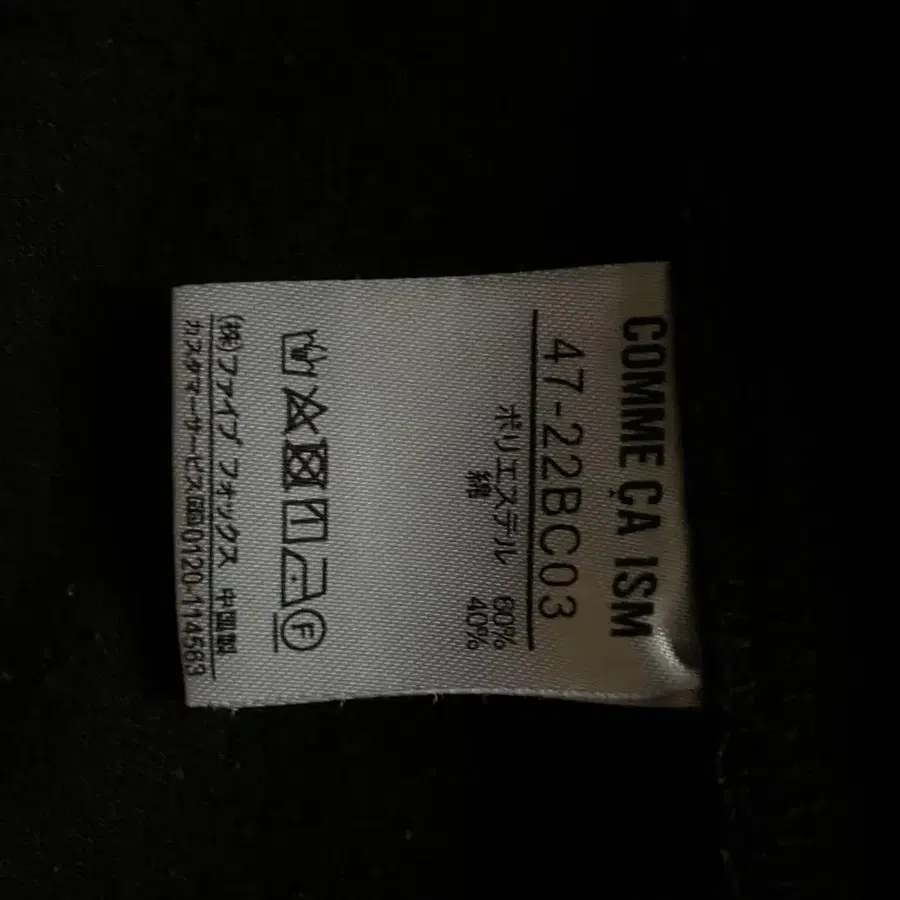 COMME ÇA ISM
47-22BC03
ポリエステル 60%
綿 40%
F
(株)ファイブフォックス 中国製
カスタマーサービス 0120-114563